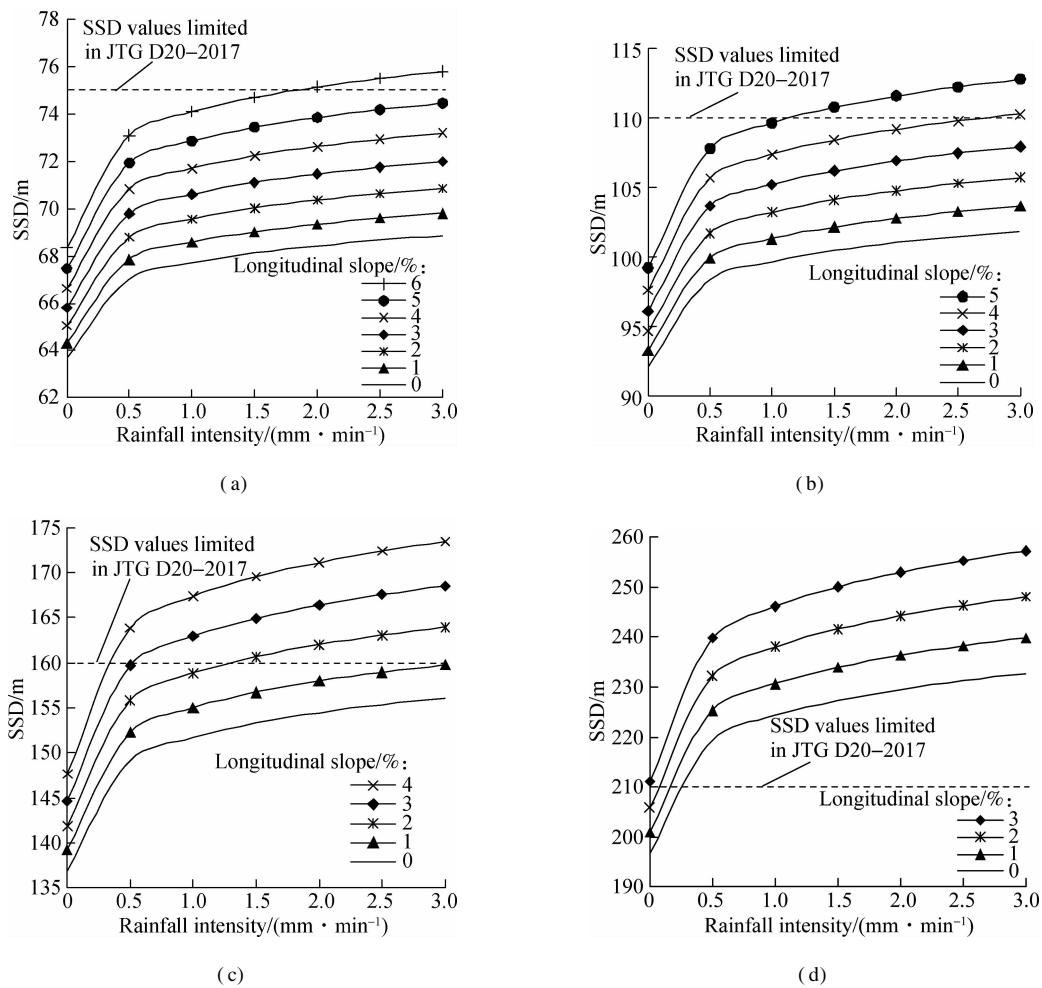 78
76
74
72
70
68
66
64
62
SSD/m
SSD values limited
in JTG D20–2017
Longitudinal slope/%:
6
5
4
3
2
1
0
0 0.5 1.0 1.5 2.0 2.5 3.0
Rainfall intensity/(mm · min⁻¹)
(a)
115
110
105
100
95
90
SSD/m
SSD values limited
in JTG D20–2017
Longitudinal slope/%:
5
4
3
2
1
0
0 0.5 1.0 1.5 2.0 2.5 3.0
Rainfall intensity/(mm · min⁻¹)
(b)
175
170
165
160
155
150
145
140
135
SSD/m
SSD values limited
in JTG D20–2017
Longitudinal slope/%:
4
3
2
1
0
0 0.5 1.0 1.5 2.0 2.5 3.0
Rainfall intensity/(mm · min⁻¹)
(c)
260
250
240
230
220
210
200
190
SSD/m
SSD values limited
in JTG D20–2017
Longitudinal slope/%:
3
2
1
0
0 0.5 1.0 1.5 2.0 2.5 3.0
Rainfall intensity/(mm · min⁻¹)
(d)